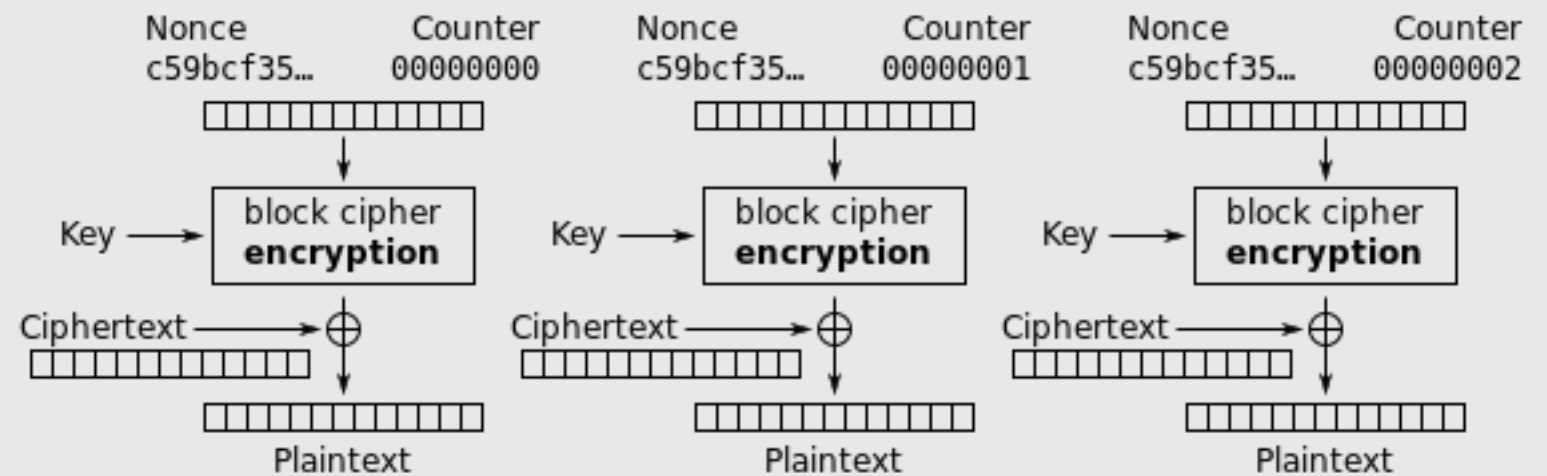 Nonce Counter Nonce Counter Nonce Counter
c59bcf35… 00000000 c59bcf35… 00000001 c59bcf35… 00000002
block cipher block cipher block cipher
Key encryption Key encryption Key encryption
Ciphertext Ciphertext Ciphertext
Plaintext Plaintext Plaintext